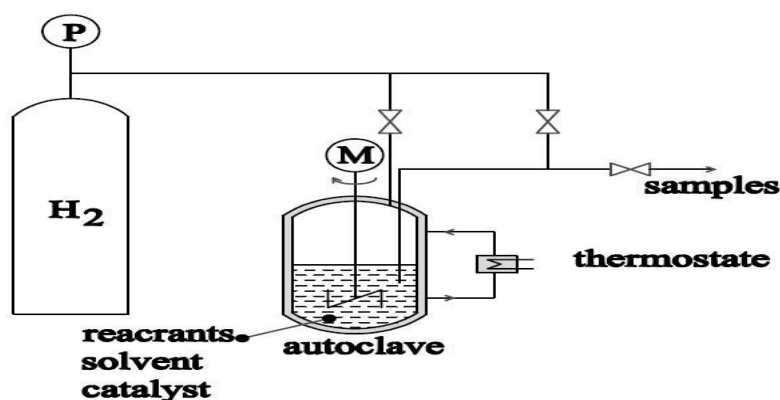 P
M
H2
samples
thermostate
reacrants
autoclave
solvent
catalyst